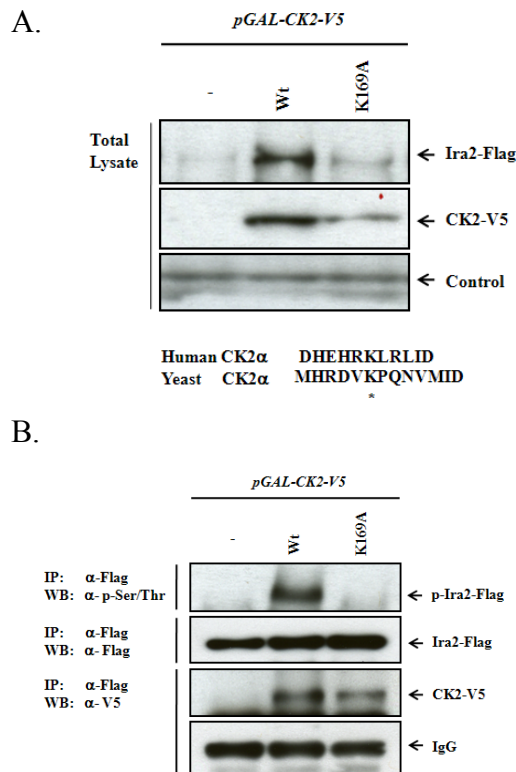 A.
pGAL-CK2-V5
- Wt K169A
Total Lysate
← Ira2-Flag
← CK2-V5
← Control
Human CK2α DHEHRKLRLID
Yeast CK2α MHRDVKPQNVMID
*
B.
pGAL-CK2-V5
- Wt K169A
IP: α-Flag
WB: α-p-Ser/Thr
← p-Ira2-Flag
IP: α-Flag
WB: α-Flag
← Ira2-Flag
IP: α-Flag
WB: α-V5
← CK2-V5
← IgG